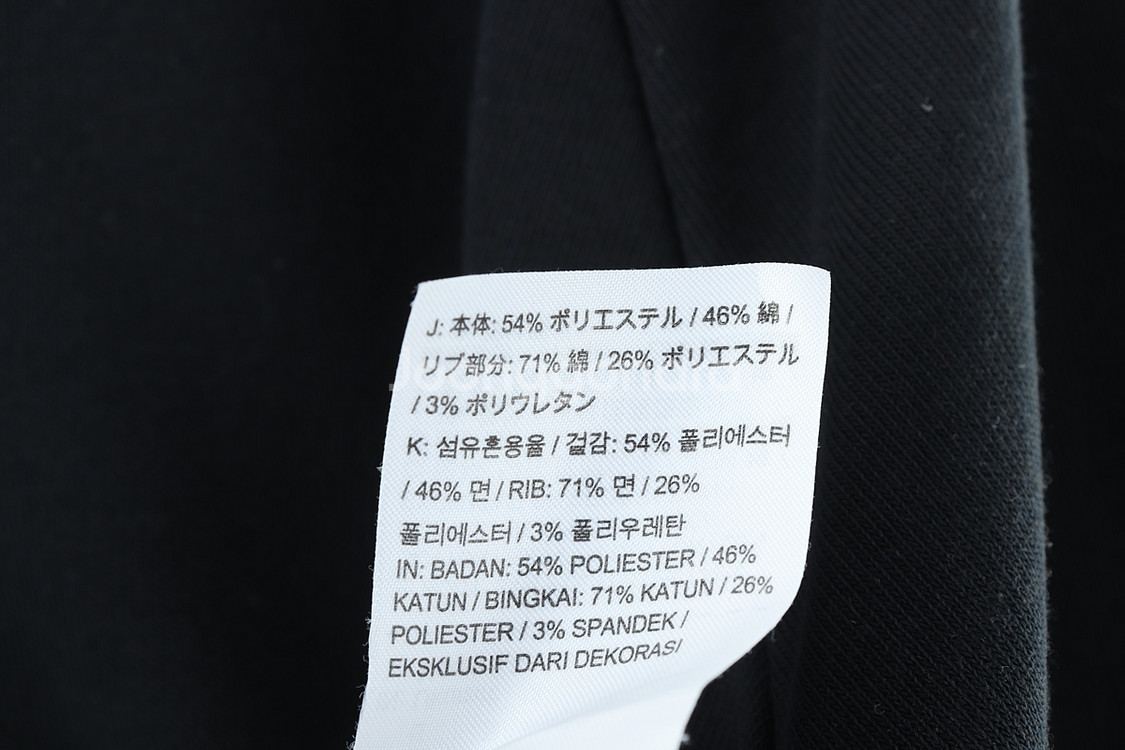 J: 本体: 54% ポリエステル / 46% 綿 /
リブ部分: 71% 綿 / 26% ポリエステル
/ 3% ポリウレタン
K: 섬유혼용율 / 겉감: 54% 폴리에스터
/ 46% 면 / RIB: 71% 면 / 26%
폴리에스터 / 3% 폴리우레탄
IN: BADAN: 54% POLIESTER / 46%
KATUN / BINGKAI: 71% KATUN / 26%
POLIESTER / 3% SPANDEK /
EKSKLUSIF DARI DEKORASI